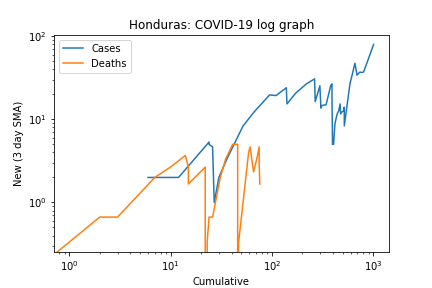 Honduras: COVID-19 log graph
Cases
Deaths
New (3 day SMA)
10²
10¹
10⁰
10⁰ 10¹ 10² 10³
Cumulative